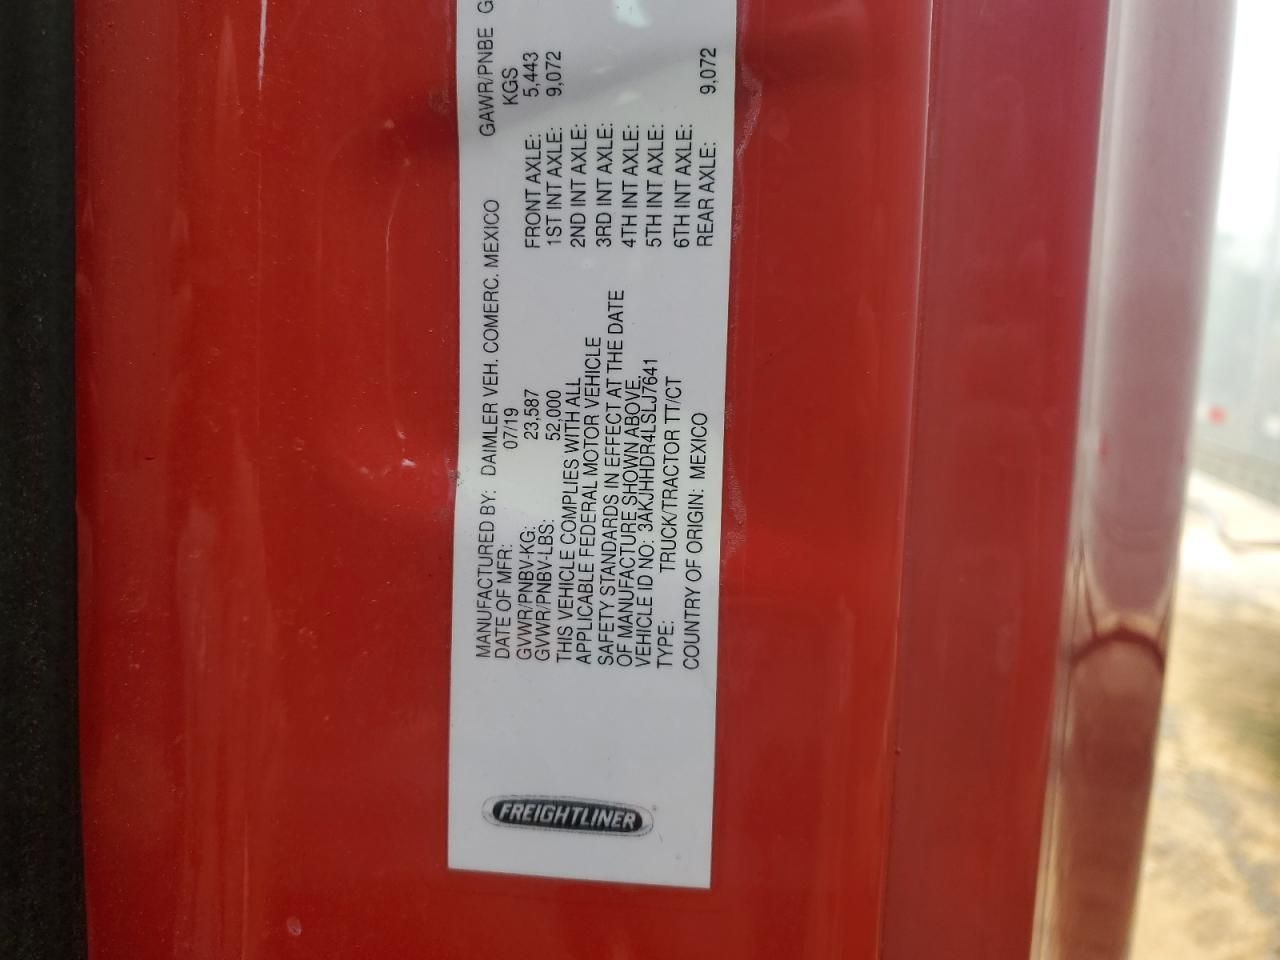 MANUFACTURED BY: DAIMLER VEH. COMERC. MEXICO
DATE OF MFR: 07/19
GVWR/PNBV-KG: 23,587
GVWR/PNBV-LBS: 52,000
THIS VEHICLE COMPLIES WITH ALL
APPLICABLE FEDERAL MOTOR VEHICLE
SAFETY STANDARDS IN EFFECT AT THE DATE
OF MANUFACTURE SHOWN ABOVE.
VEHICLE ID NO: 3AKJHHDR4LSLJ7641
TYPE: TRUCK/TRACTOR TT/CT
COUNTRY OF ORIGIN: MEXICO
GAWR/PNBE G
KGS
FRONT AXLE: 5,443
1ST INT AXLE: 9,072
2ND INT AXLE:
3RD INT AXLE:
4TH INT AXLE:
5TH INT AXLE:
6TH INT AXLE:
REAR AXLE: 9,072
FREIGHTLINER